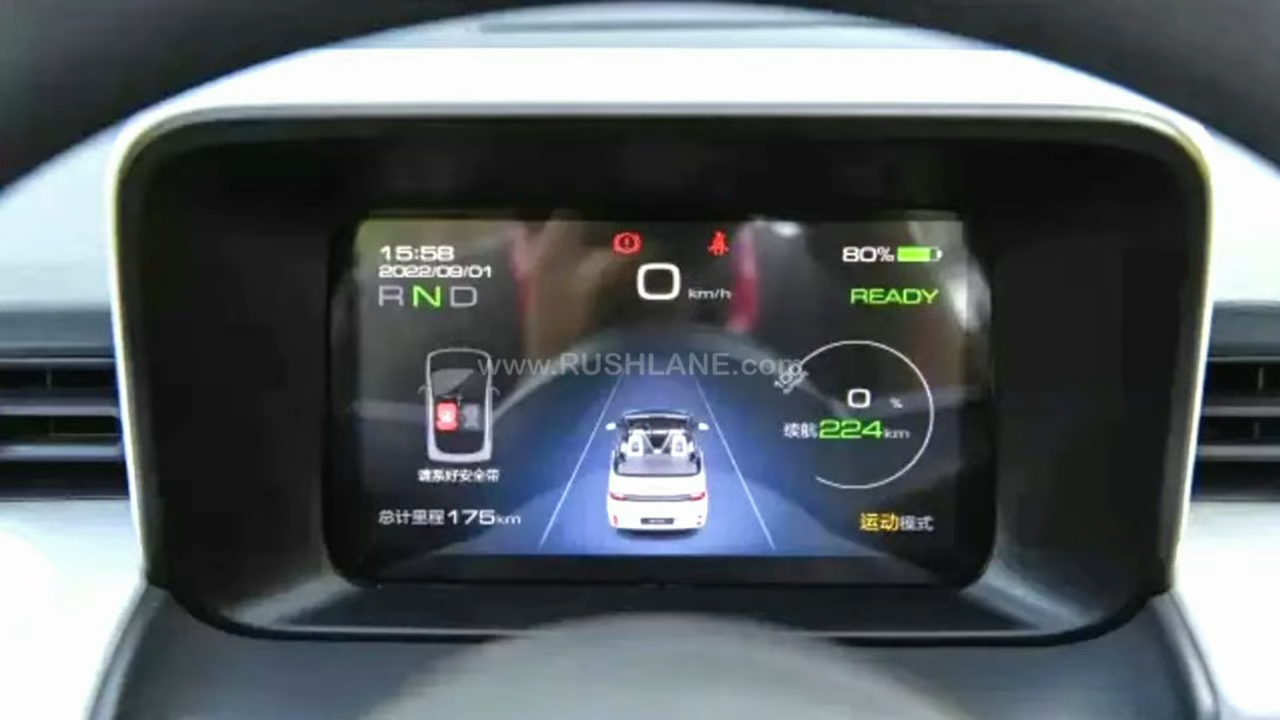 15:58
2022/09/01
R N D
0 km/h
80%
READY
www.RUSHLANE.com
100%
0 %
续航224km
请系好安全带
总计里程175km
运动模式